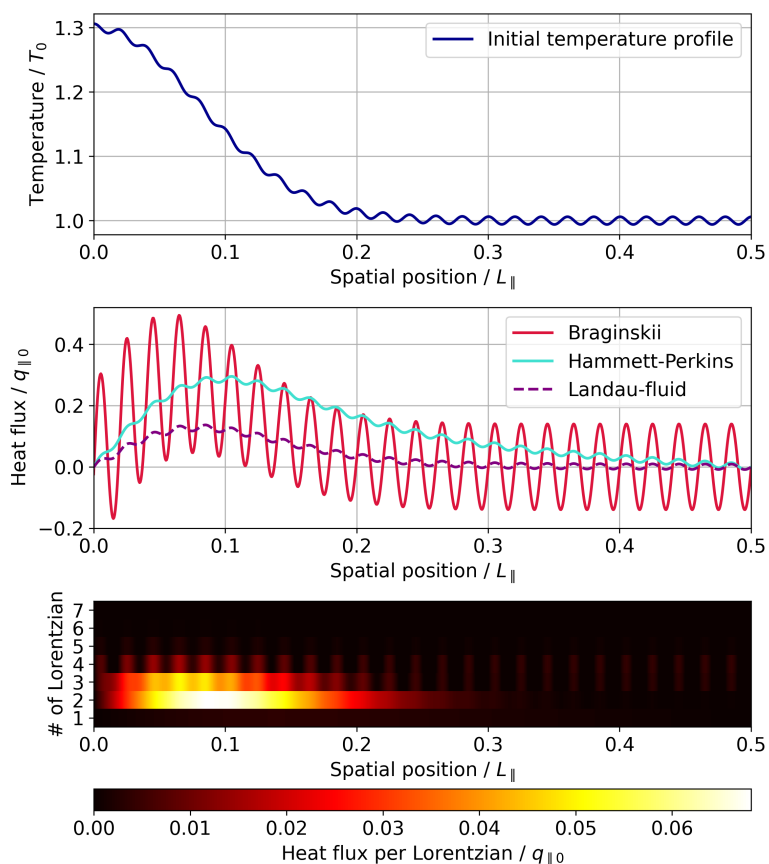 Initial temperature profile
Temperature / T₀
1.3
1.2
1.1
1.0
0.0 0.1 0.2 0.3 0.4 0.5
Spatial position / L∥
Braginskii
Hammett-Perkins
Landau-fluid
Heat flux / q∥0
0.4
0.2
0.0
−0.2
0.0 0.1 0.2 0.3 0.4 0.5
Spatial position / L∥
# of Lorentzian
7
6
5
4
3
2
1
0.0 0.1 0.2 0.3 0.4 0.5
Spatial position / L∥
0.00 0.01 0.02 0.03 0.04 0.05 0.06
Heat flux per Lorentzian / q∥0